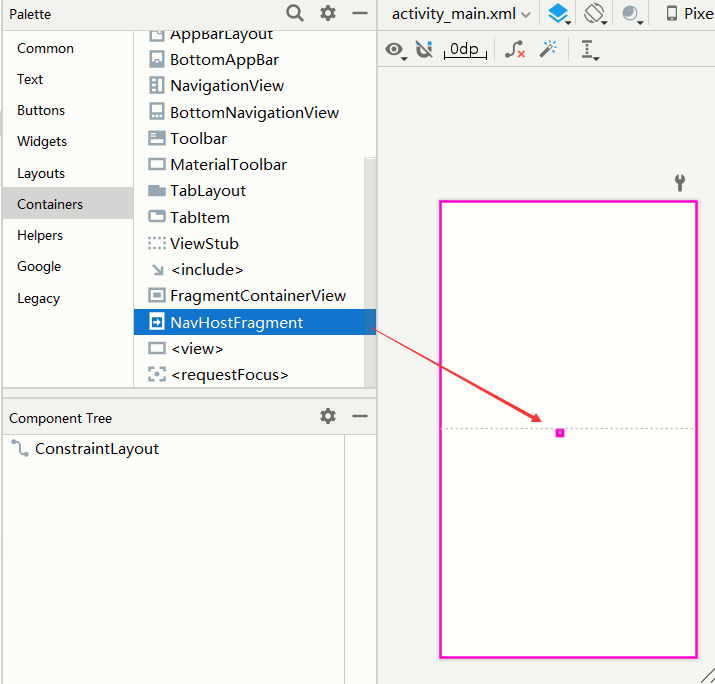 Palette
Common
Text
Buttons
Widgets
Layouts
Containers
Helpers
Google
Legacy
AppBarLayout
BottomAppBar
NavigationView
BottomNavigationView
Toolbar
MaterialToolbar
TabLayout
TabItem
ViewStub
<include>
FragmentContainerView
NavHostFragment
<view>
<requestFocus>
Component Tree
ConstraintLayout
activity_main.xml
Pixe
0dp